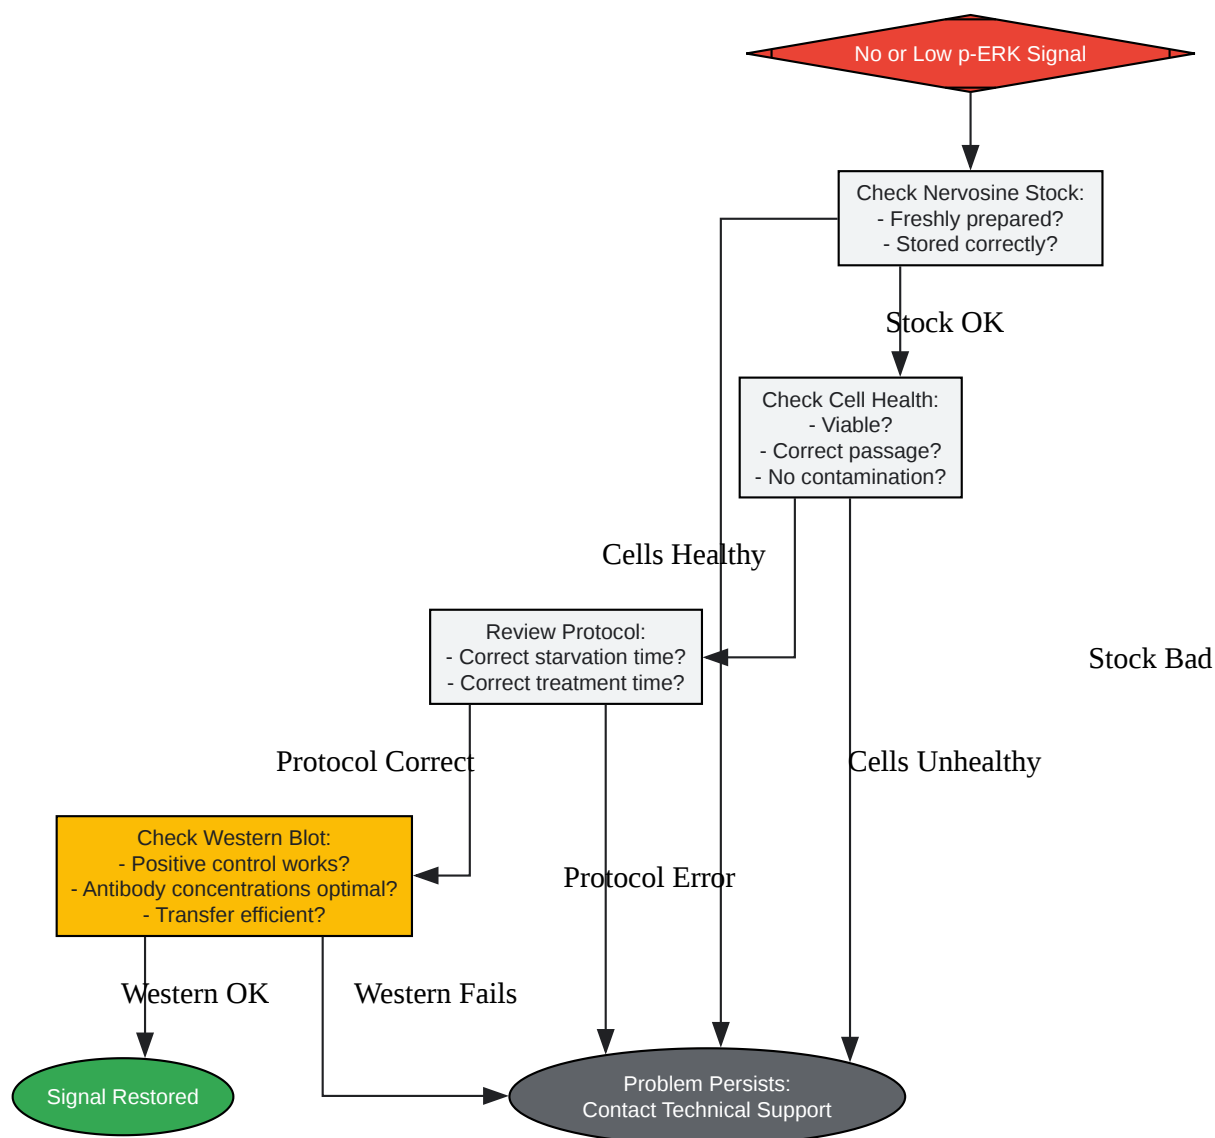 No or Low p-ERK Signal
Check Nervosine Stock:
- Freshly prepared?
- Stored correctly?
Stock OK
Check Cell Health:
- Viable?
- Correct passage?
- No contamination?
Cells Healthy
Review Protocol:
- Correct starvation time?
- Correct treatment time?
Stock Bad
Protocol Correct
Cells Unhealthy
Check Western Blot:
- Positive control works?
- Antibody concentrations optimal?
- Transfer efficient?
Protocol Error
Western OK
Western Fails
Signal Restored
Problem Persists:
Contact Technical Support